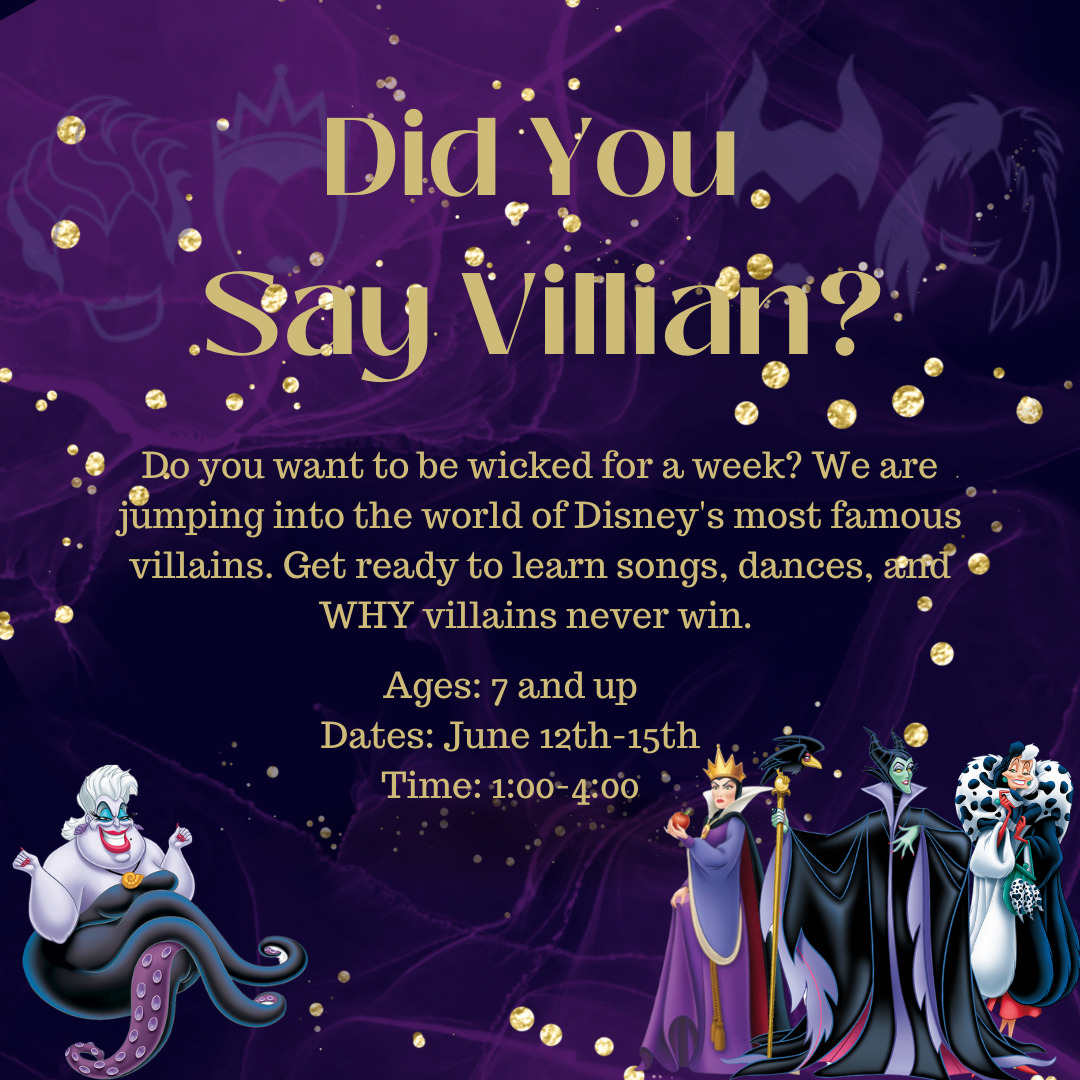 Did You
Say Villian?
Do you want to be wicked for a week? We are
jumping into the world of Disney's most famous
villains. Get ready to learn songs, dances, and
WHY villains never win.
Ages: 7 and up
Dates: June 12th-15th
Time: 1:00-4:00